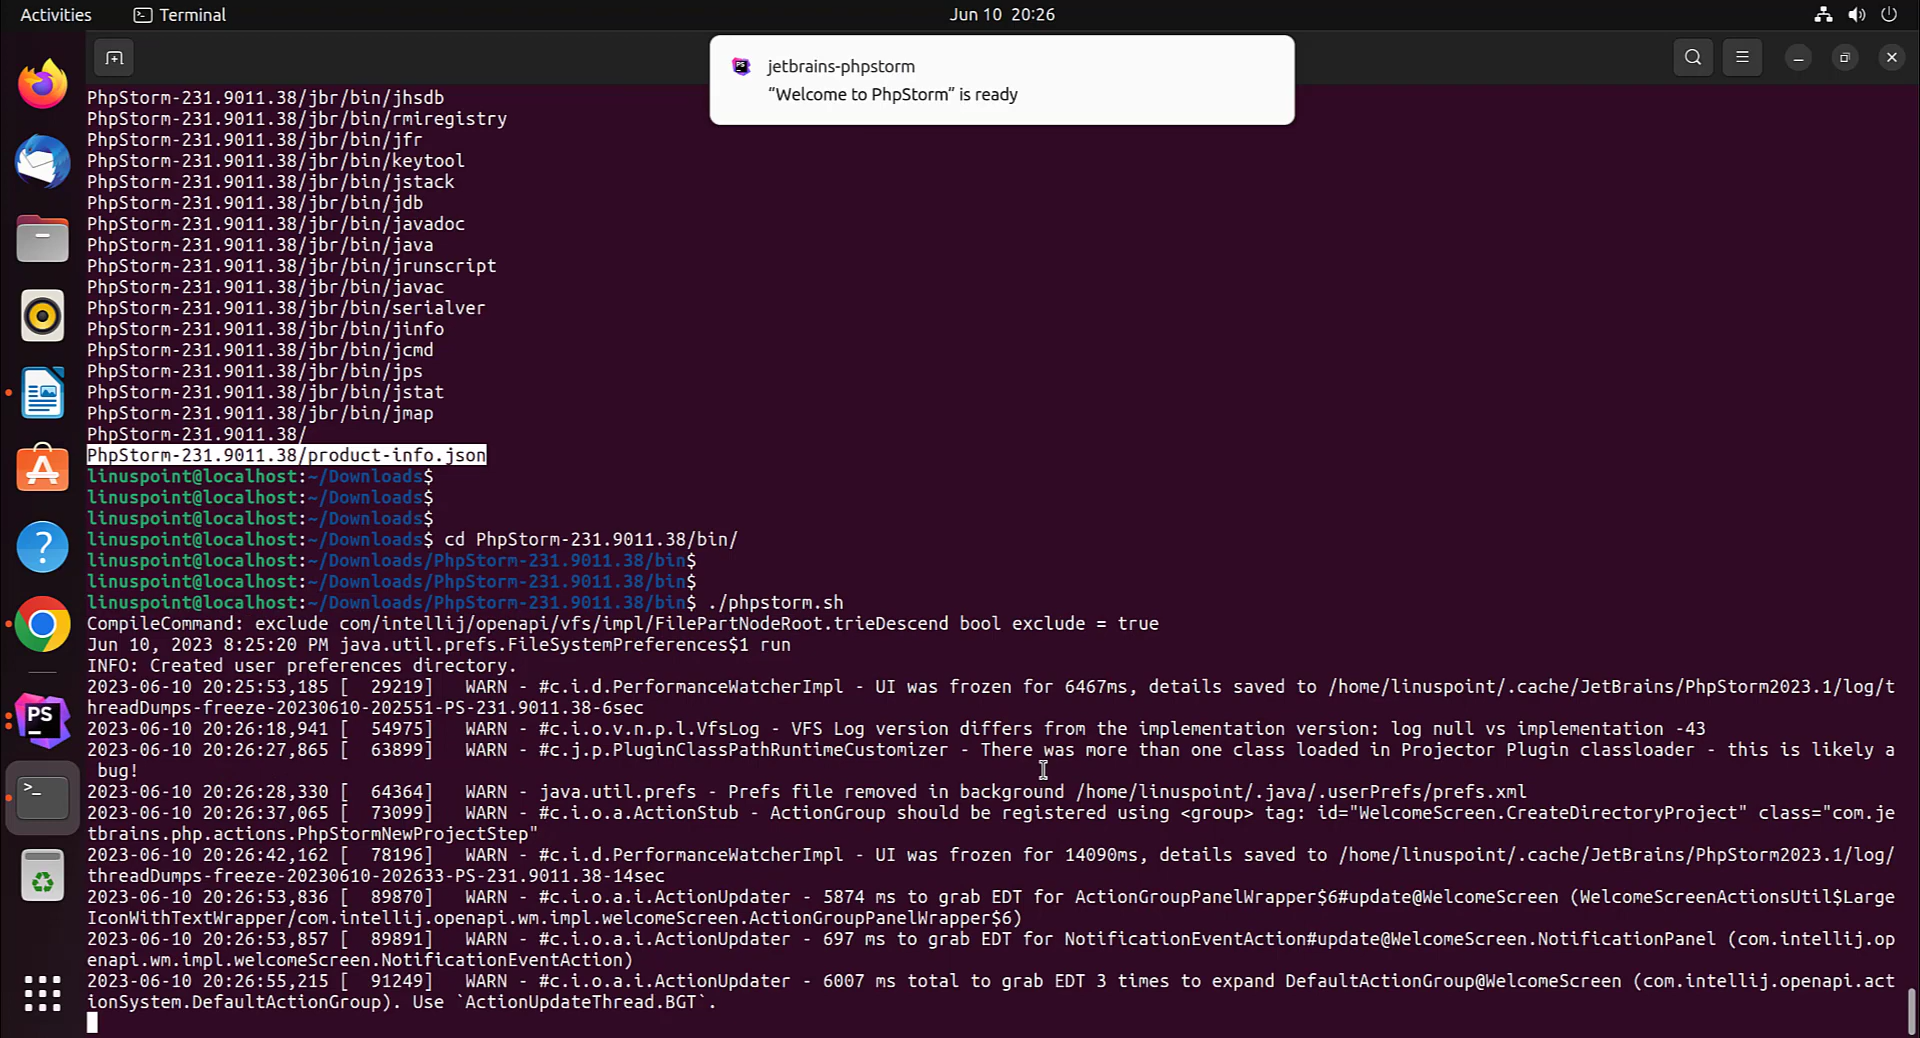 Activities
Terminal
Jun 10 20:26
PS
jetbrains-phpstorm
“Welcome to PhpStorm” is ready
PhpStorm-231.9011.38/jbr/bin/jhsdb
PhpStorm-231.9011.38/jbr/bin/rmiregistry
PhpStorm-231.9011.38/jbr/bin/jfr
PhpStorm-231.9011.38/jbr/bin/keytool
PhpStorm-231.9011.38/jbr/bin/jstack
PhpStorm-231.9011.38/jbr/bin/jdb
PhpStorm-231.9011.38/jbr/bin/javadoc
PhpStorm-231.9011.38/jbr/bin/java
PhpStorm-231.9011.38/jbr/bin/jrunscript
PhpStorm-231.9011.38/jbr/bin/javac
PhpStorm-231.9011.38/jbr/bin/serialver
PhpStorm-231.9011.38/jbr/bin/jinfo
PhpStorm-231.9011.38/jbr/bin/jcmd
PhpStorm-231.9011.38/jbr/bin/jps
PhpStorm-231.9011.38/jbr/bin/jstat
PhpStorm-231.9011.38/jbr/bin/jmap
PhpStorm-231.9011.38/
PhpStorm-231.9011.38/product-info.json
linuspoint@localhost:~/Downloads$
linuspoint@localhost:~/Downloads$
linuspoint@localhost:~/Downloads$
linuspoint@localhost:~/Downloads$ cd PhpStorm-231.9011.38/bin/
linuspoint@localhost:~/Downloads/PhpStorm-231.9011.38/bin$
linuspoint@localhost:~/Downloads/PhpStorm-231.9011.38/bin$
linuspoint@localhost:~/Downloads/PhpStorm-231.9011.38/bin$ ./phpstorm.sh
CompileCommand: exclude com/intellij/openapi/vfs/impl/FilePartNodeRoot.trieDescend bool exclude = true
Jun 10, 2023 8:25:20 PM java.util.prefs.FileSystemPreferences$1 run
INFO: Created user preferences directory.
2023-06-10 20:25:53,185 [  29219]   WARN - #c.i.d.PerformanceWatcherImpl - UI was frozen for 6467ms, details saved to /home/linuspoint/.cache/JetBrains/PhpStorm2023.1/log/t
hreadDumps-freeze-20230610-202551-PS-231.9011.38-6sec
2023-06-10 20:26:18,941 [  54975]   WARN - #c.i.o.v.n.p.l.VfsLog - VFS Log version differs from the implementation version: log null vs implementation -43
2023-06-10 20:26:27,865 [  63899]   WARN - #c.j.p.PluginClassPathRuntimeCustomizer - There was more than one class loaded in Projector Plugin classloader - this is likely a
bug!
2023-06-10 20:26:28,330 [  64364]   WARN - java.util.prefs - Prefs file removed in background /home/linuspoint/.java/.userPrefs/prefs.xml
2023-06-10 20:26:37,065 [  73099]   WARN - #c.i.o.a.ActionStub - ActionGroup should be registered using <group> tag: id="WelcomeScreen.CreateDirectoryProject" class="com.je
tbrains.php.actions.PhpStormNewProjectStep"
2023-06-10 20:26:42,162 [  78196]   WARN - #c.i.d.PerformanceWatcherImpl - UI was frozen for 14090ms, details saved to /home/linuspoint/.cache/JetBrains/PhpStorm2023.1/log/
threadDumps-freeze-20230610-202633-PS-231.9011.38-14sec
2023-06-10 20:26:53,836 [  89870]   WARN - #c.i.o.a.i.ActionUpdater - 5874 ms to grab EDT for ActionGroupPanelWrapper$6#update@WelcomeScreen (WelcomeScreenActionsUtil$Large
IconWithTextWrapper/com.intellij.openapi.wm.impl.welcomeScreen.ActionGroupPanelWrapper$6)
2023-06-10 20:26:53,857 [  89891]   WARN - #c.i.o.a.i.ActionUpdater - 697 ms to grab EDT for NotificationEventAction#update@WelcomeScreen.NotificationPanel (com.intellij.op
enapi.wm.impl.welcomeScreen.NotificationEventAction)
2023-06-10 20:26:55,215 [  91249]   WARN - #c.i.o.a.i.ActionUpdater - 6007 ms total to grab EDT 3 times to expand DefaultActionGroup@WelcomeScreen (com.intellij.openapi.act
ionSystem.DefaultActionGroup). Use `ActionUpdateThread.BGT`.
PS